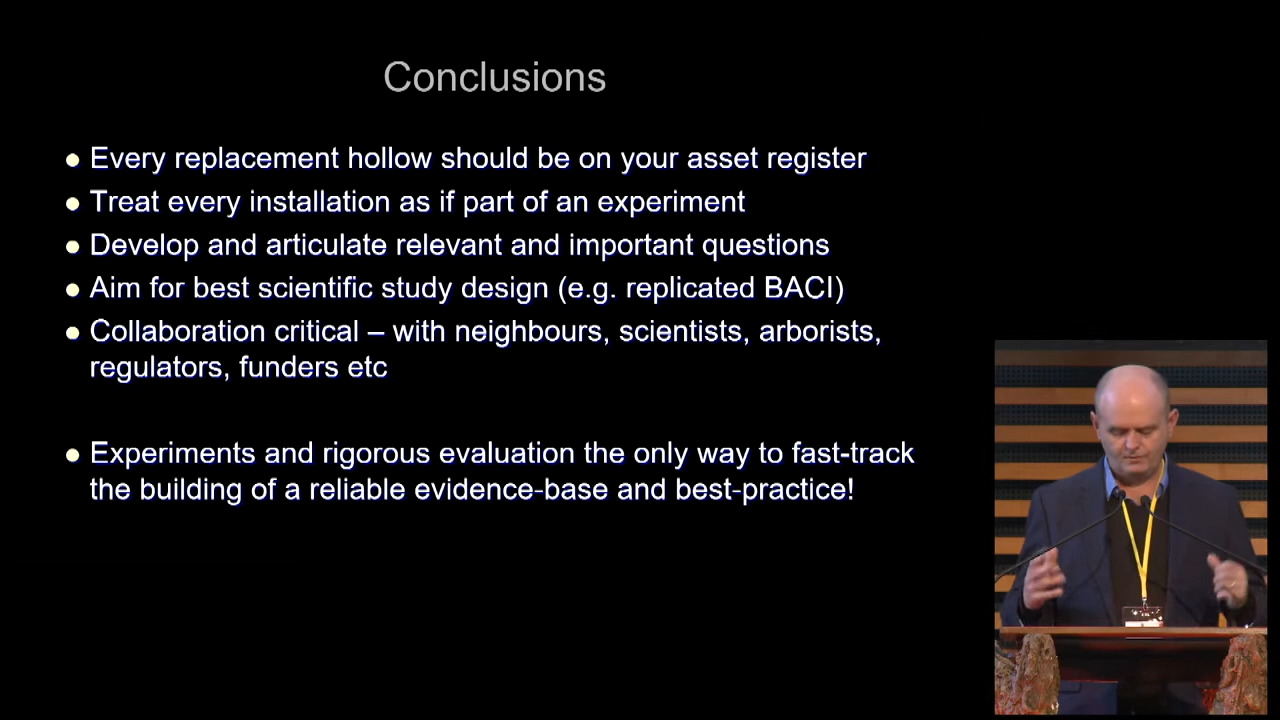 Conclusions
Every replacement hollow should be on your asset register
Treat every installation as if part of an experiment
Develop and articulate relevant and important questions
Aim for best scientific study design (e.g. replicated BACI)
Collaboration critical – with neighbours, scientists, arborists,
regulators, funders etc
Experiments and rigorous evaluation the only way to fast-track
the building of a reliable evidence-base and best-practice!